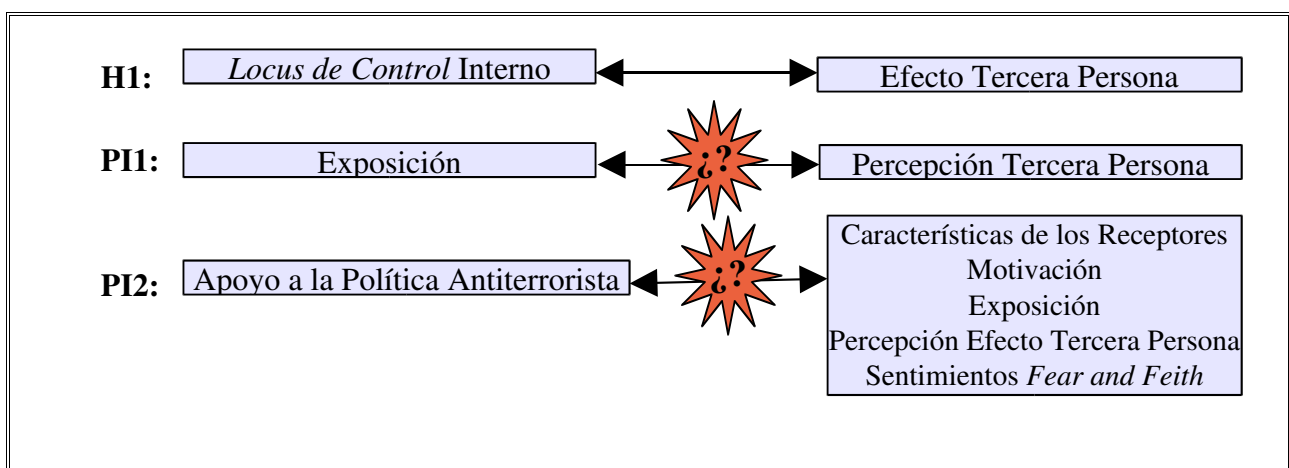 H1: Locus de Control Interno Efecto Tercera Persona
PI1: Exposición ¿? Percepción Tercera Persona
PI2: Apoyo a la Política Antiterrorista ¿? Características de los Receptores
Motivación
Exposición
Percepción Efecto Tercera Persona
Sentimientos Fear and Feith